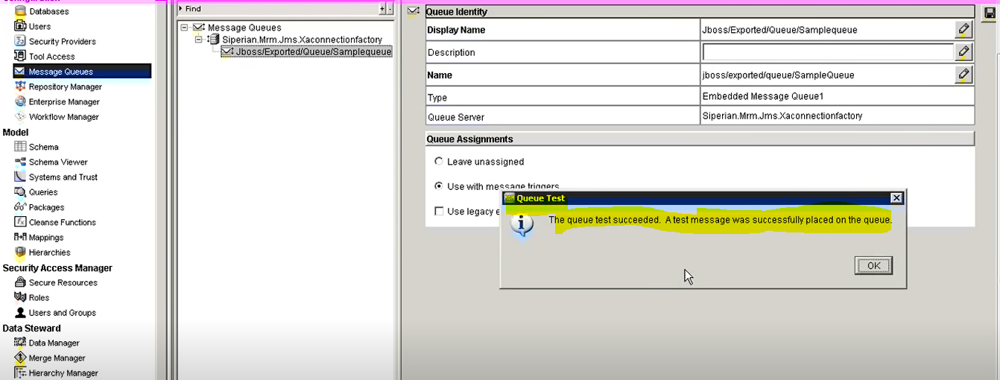 Configuration
Databases
Users
Security Providers
Tool Access
Message Queues
Repository Manager
Enterprise Manager
Workflow Manager
Model
Schema
Schema Viewer
Systems and Trust
Queries
Packages
Cleanse Functions
Mappings
Hierarchies
Security Access Manager
Secure Resources
Roles
Users and Groups
Data Steward
Data Manager
Merge Manager
Hierarchy Manager
Find
Message Queues
Siperian.Mrm.Jms.Xaconnectionfactory
Jboss/Exported/Queue/Samplequeue
Queue Identity
Display Name Jboss/Exported/Queue/Samplequeue
Description
Name jboss/exported/queue/SampleQueue
Type Embedded Message Queue1
Queue Server Siperian.Mrm.Jms.Xaconnectionfactory
Queue Assignments
Leave unassigned
Use with message triggers
Use legacy
Queue Test
The queue test succeeded. A test message was successfully placed on the queue.
OK